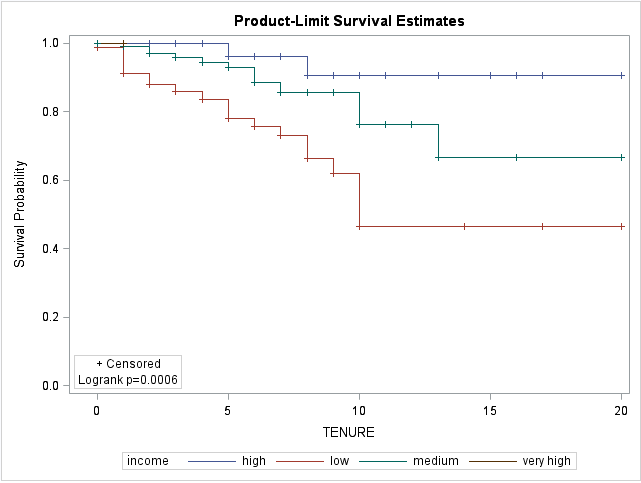 Product-Limit Survival Estimates
1.0
0.8
0.6
0.4
0.2
0.0
Survival Probability
+ Censored
Logrank p=0.0006
0 5 10 15 20
TENURE
income high low medium very high